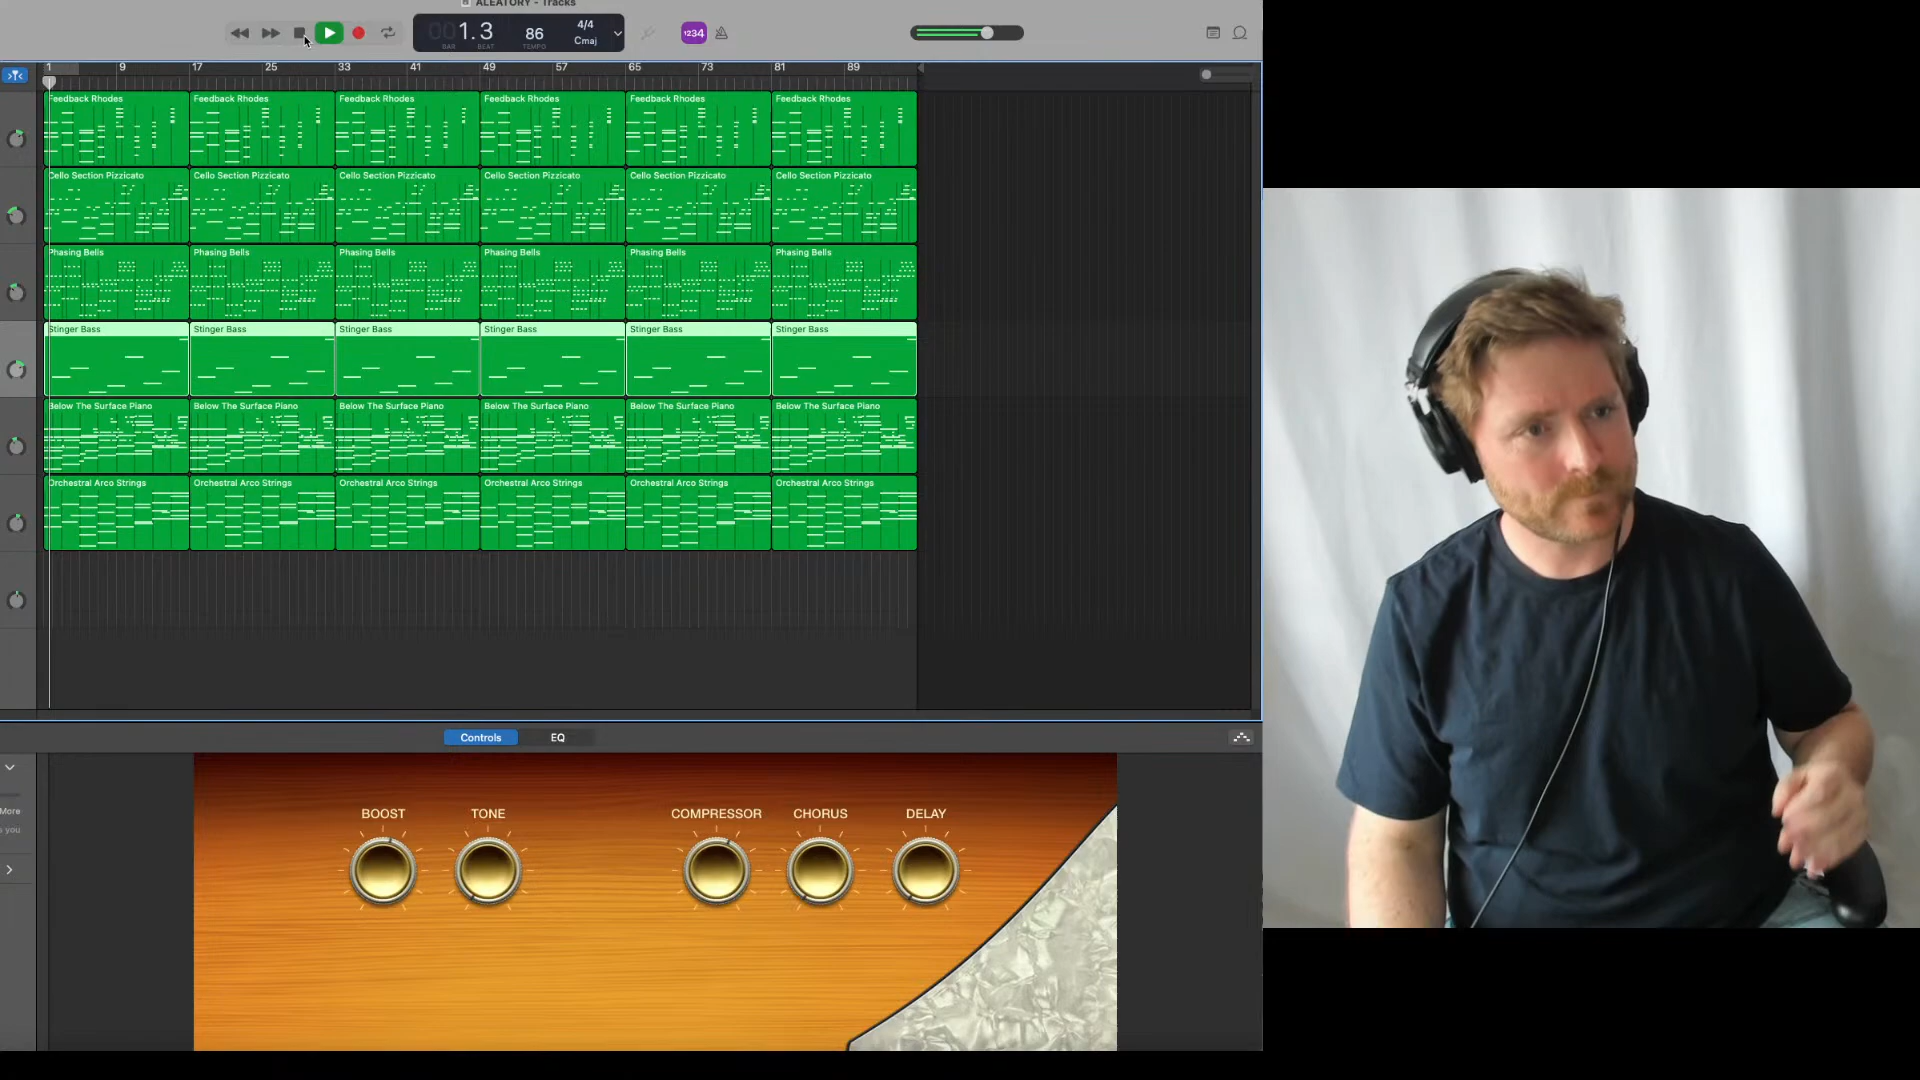 ALEATORY - Tracks
001.3
BAR
BEAT
86
TEMPO
4/4
Cmaj
1234
1 9 17 25 33 41 49 57 65 73 81 89
Feedback Rhodes Feedback Rhodes Feedback Rhodes Feedback Rhodes Feedback Rhodes Feedback Rhodes
Cello Section Pizzicato Cello Section Pizzicato Cello Section Pizzicato Cello Section Pizzicato Cello Section Pizzicato Cello Section Pizzicato
Phasing Bells Phasing Bells Phasing Bells Phasing Bells Phasing Bells Phasing Bells
Stinger Bass Stinger Bass Stinger Bass Stinger Bass Stinger Bass Stinger Bass
Below The Surface Piano Below The Surface Piano Below The Surface Piano Below The Surface Piano Below The Surface Piano Below The Surface Piano
Orchestral Arco Strings Orchestral Arco Strings Orchestral Arco Strings Orchestral Arco Strings Orchestral Arco Strings Orchestral Arco Strings
Controls EQ
More
you
BOOST TONE COMPRESSOR CHORUS DELAY